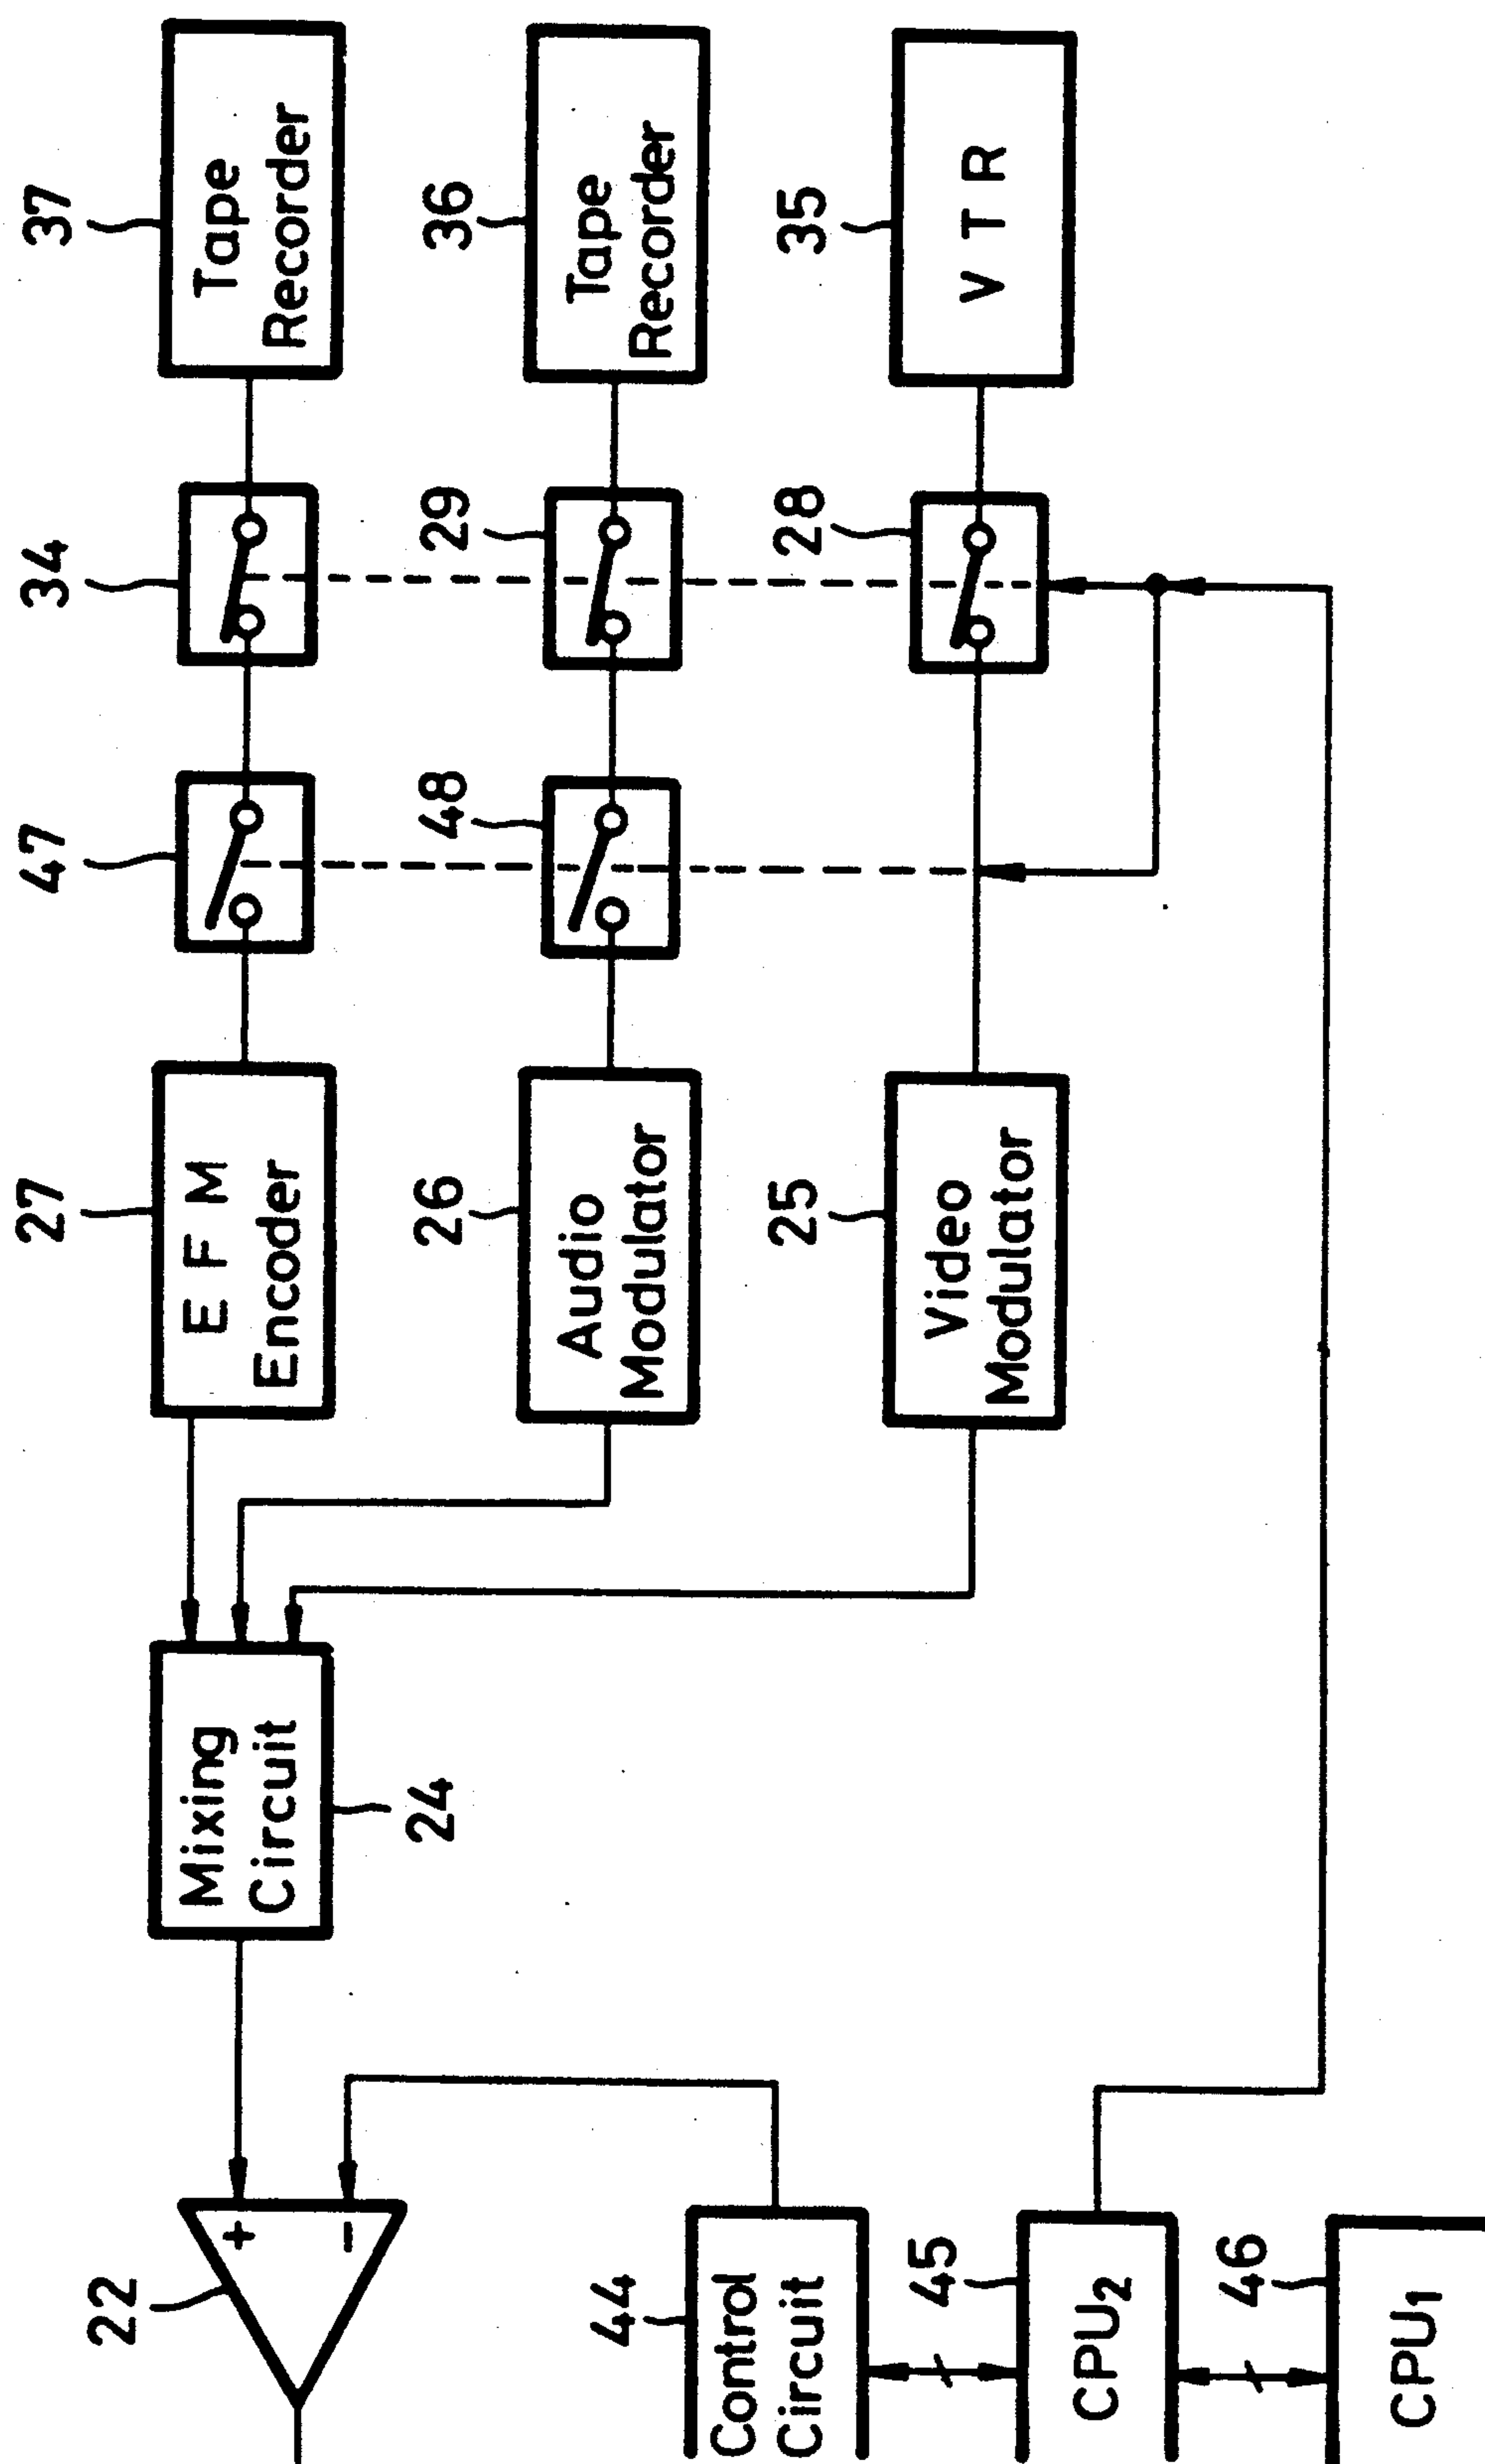 37
Tape
Recorder
36
Tape
Recorder
35
V T R
34
29
28
47
48
27
E F M
Encoder
26
Audio
Modulator
25
Video
Modulator
Mixing
Circuit
24
22
+
-
44
Control
Circuit
45
CPU2
46
CPU1